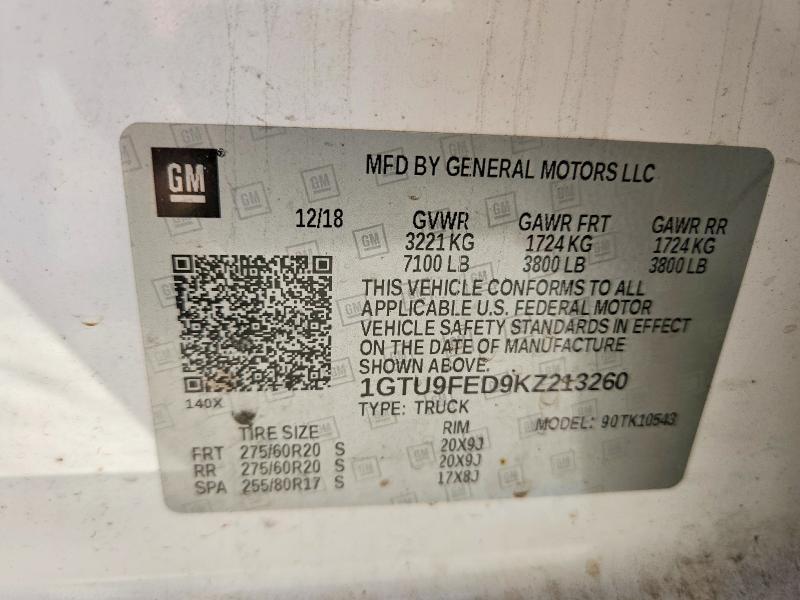 GM
MFD BY GENERAL MOTORS LLC
12/18 GVWR GAWR FRT GAWR RR
3221 KG 1724 KG 1724 KG
7100 LB 3800 LB 3800 LB
THIS VEHICLE CONFORMS TO ALL
APPLICABLE U.S. FEDERAL MOTOR
VEHICLE SAFETY STANDARDS IN EFFECT
ON THE DATE OF MANUFACTURE
SHOWN ABOVE.
1GTU9FED9KZ213260
140X
TYPE: TRUCK MODEL: 90TK10543
TIRE SIZE RIM
FRT 275/60R20 S 20X9J
RR 275/60R20 S 20X9J
SPA 255/80R17 S 17X8J